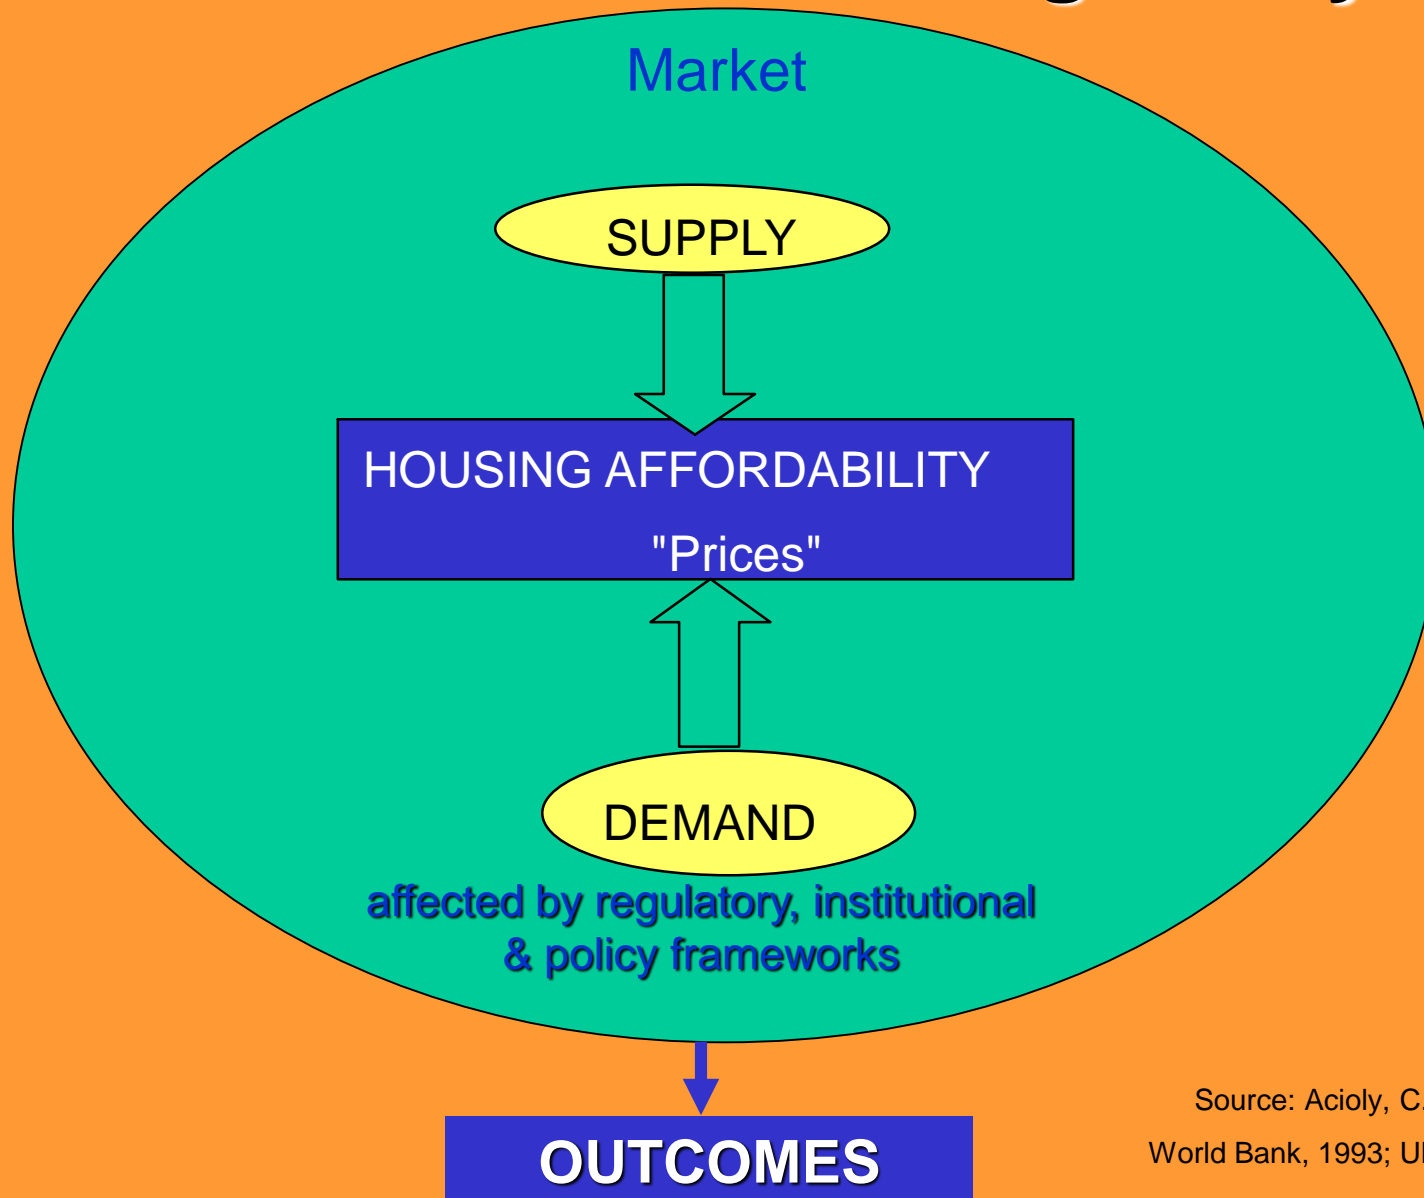 Market
SUPPLY
HOUSING AFFORDABILITY
"Prices"
DEMAND
affected by regulatory, institutional
& policy frameworks
OUTCOMES
Source: Acioly, C.
World Bank, 1993;